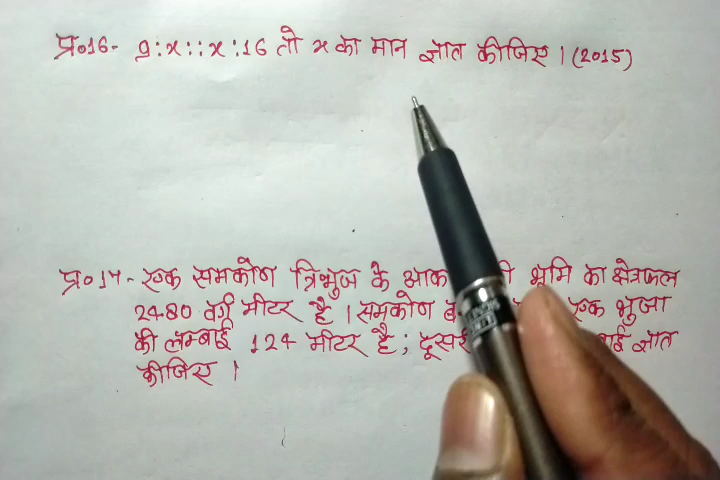 प्र०16- 9:x::x:16 तो x का मान ज्ञात कीजिए । (2015)
प्र०17- एक समकोण त्रिभुज के आक भूमि का क्षेत्रफल
2480 वर्ग मीटर है । समकोण एक भुजा
की लम्बाई 124 मीटर है ; दूसरी ज्ञात
कीजिए ।